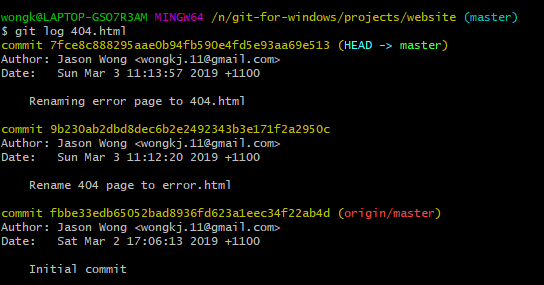 wongk@LAPTOP-GSO7R3AM MINGW64 /n/git-for-windows/projects/website (master)
$ git log 404.html
commit 7fce8c888295aae0b94fb590e4fd5e93aa69e513 (HEAD -> master)
Author: Jason Wong <wongkj.11@gmail.com>
Date:   Sun Mar 3 11:13:57 2019 +1100
    Renaming error page to 404.html
commit 9b230ab2dbd8dec6b2e2492343b3e171f2a2950c
Author: Jason Wong <wongkj.11@gmail.com>
Date:   Sun Mar 3 11:12:20 2019 +1100
    Rename 404 page to error.html
commit fbbe33edb65052bad8936fd623a1eec34f22ab4d (origin/master)
Author: Jason Wong <wongkj.11@gmail.com>
Date:   Sat Mar 2 17:06:13 2019 +1100
    Initial commit